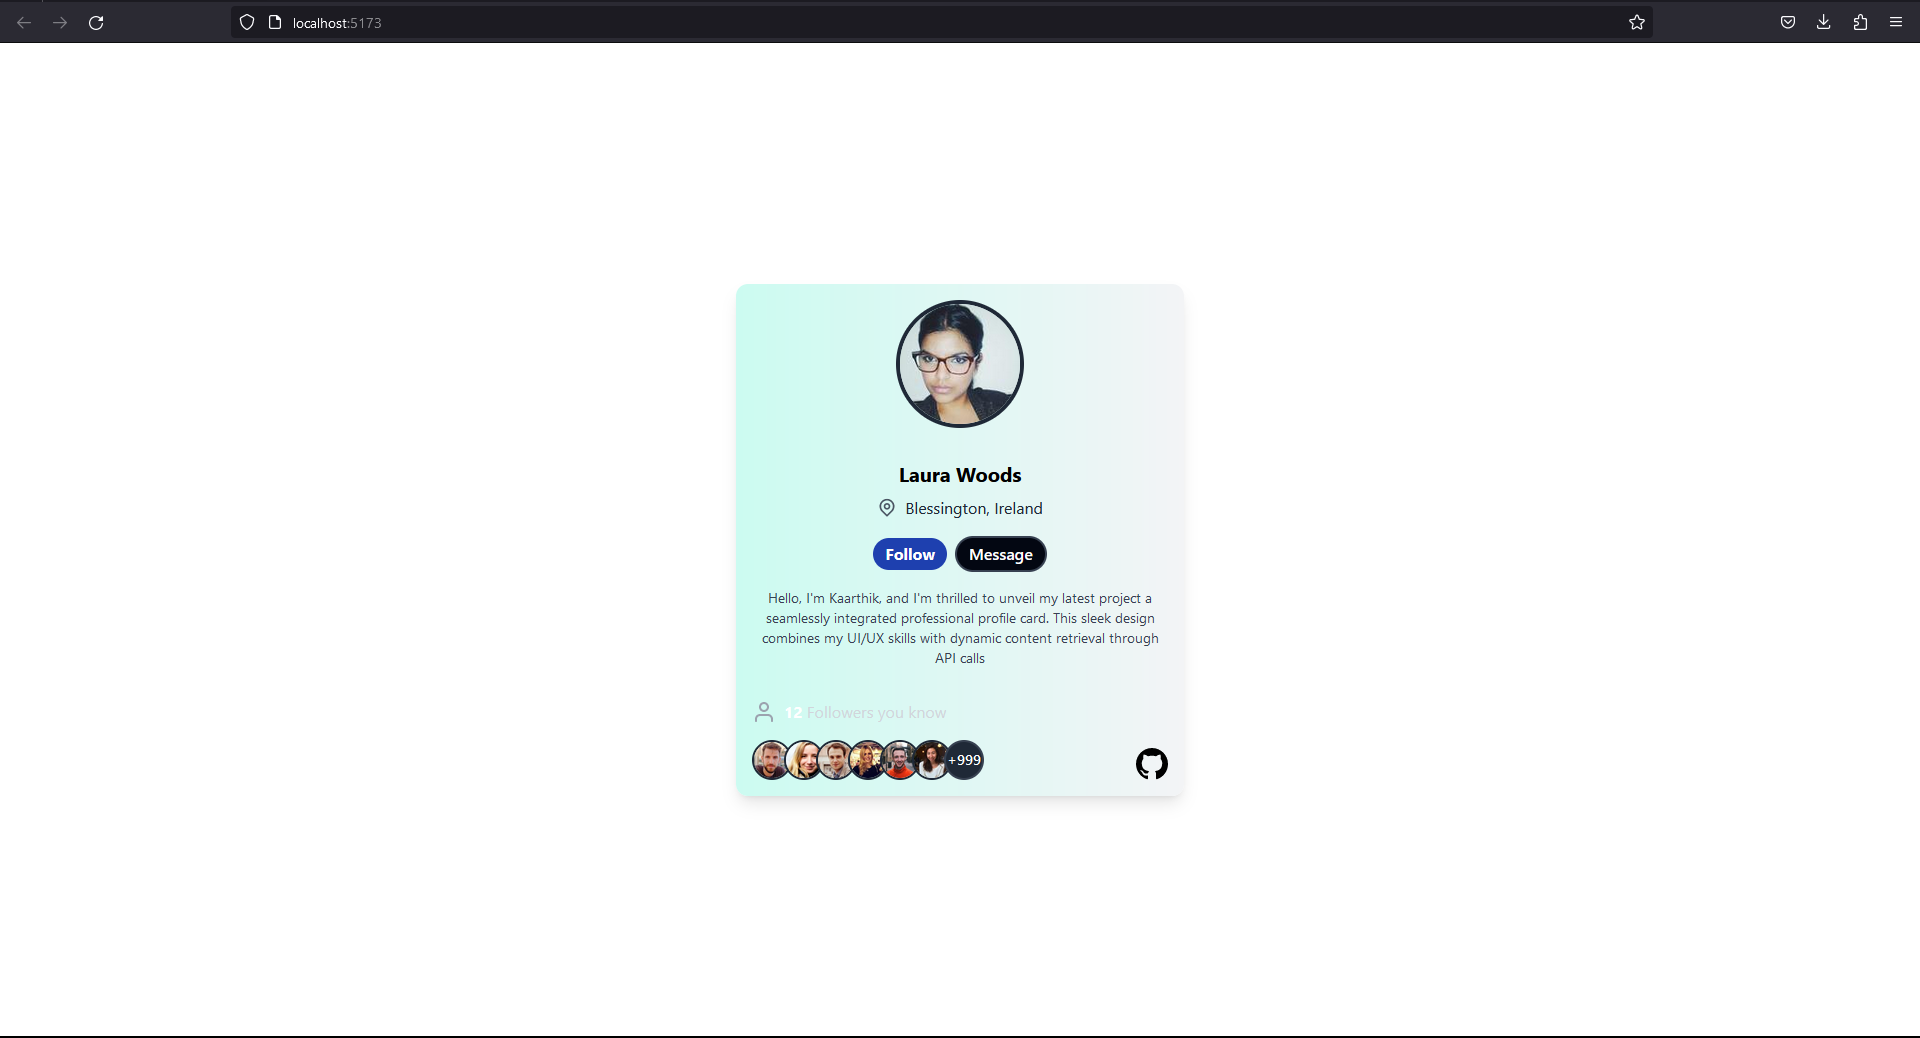 localhost:5173
Laura Woods
Blessington, Ireland
Follow
Message
Hello, I'm Kaarthik, and I'm thrilled to unveil my latest project a
seamlessly integrated professional profile card. This sleek design
combines my UI/UX skills with dynamic content retrieval through
API calls
12 Followers you know
+999